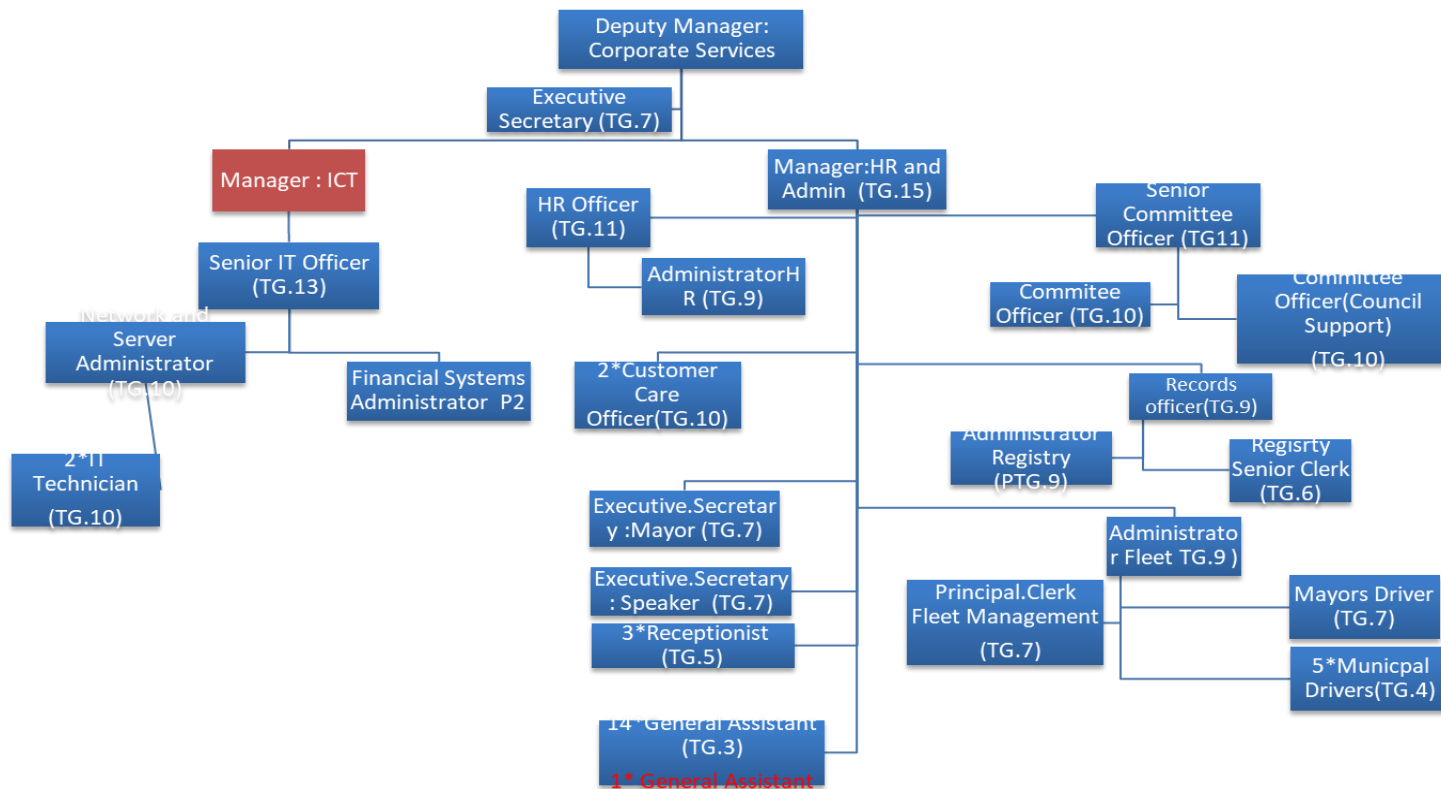 Deputy Manager:
Corporate Services
Executive
Secretary (TG.7)
Manager : ICT
Manager:HR and
Admin (TG.15)
Senior IT Officer
(TG.13)
Network and
Server
Administrator
(TG.10)
Financial Systems
Administrator P2
2*IT
Technician
(TG.10)
HR Officer
(TG.11)
AdministratorH
R (TG.9)
Senior
Committee
Officer (TG11)
Commitee
Officer (TG.10)
Committee
Officer(Council
Support)
(TG.10)
2*Customer
Care
Officer(TG.10)
Records
officer(TG.9)
Administrator
Registry
(PTG.9)
Regisrty
Senior Clerk
(TG.6)
Executive.Secretar
y :Mayor (TG.7)
Administrato
r Fleet TG.9 )
Executive.Secretary
: Speaker (TG.7)
Principal.Clerk
Fleet Management
(TG.7)
Mayors Driver
(TG.7)
3*Receptionist
(TG.5)
5*Municpal
Drivers(TG.4)
14*General Assistant
(TG.3)
1* General Assistant